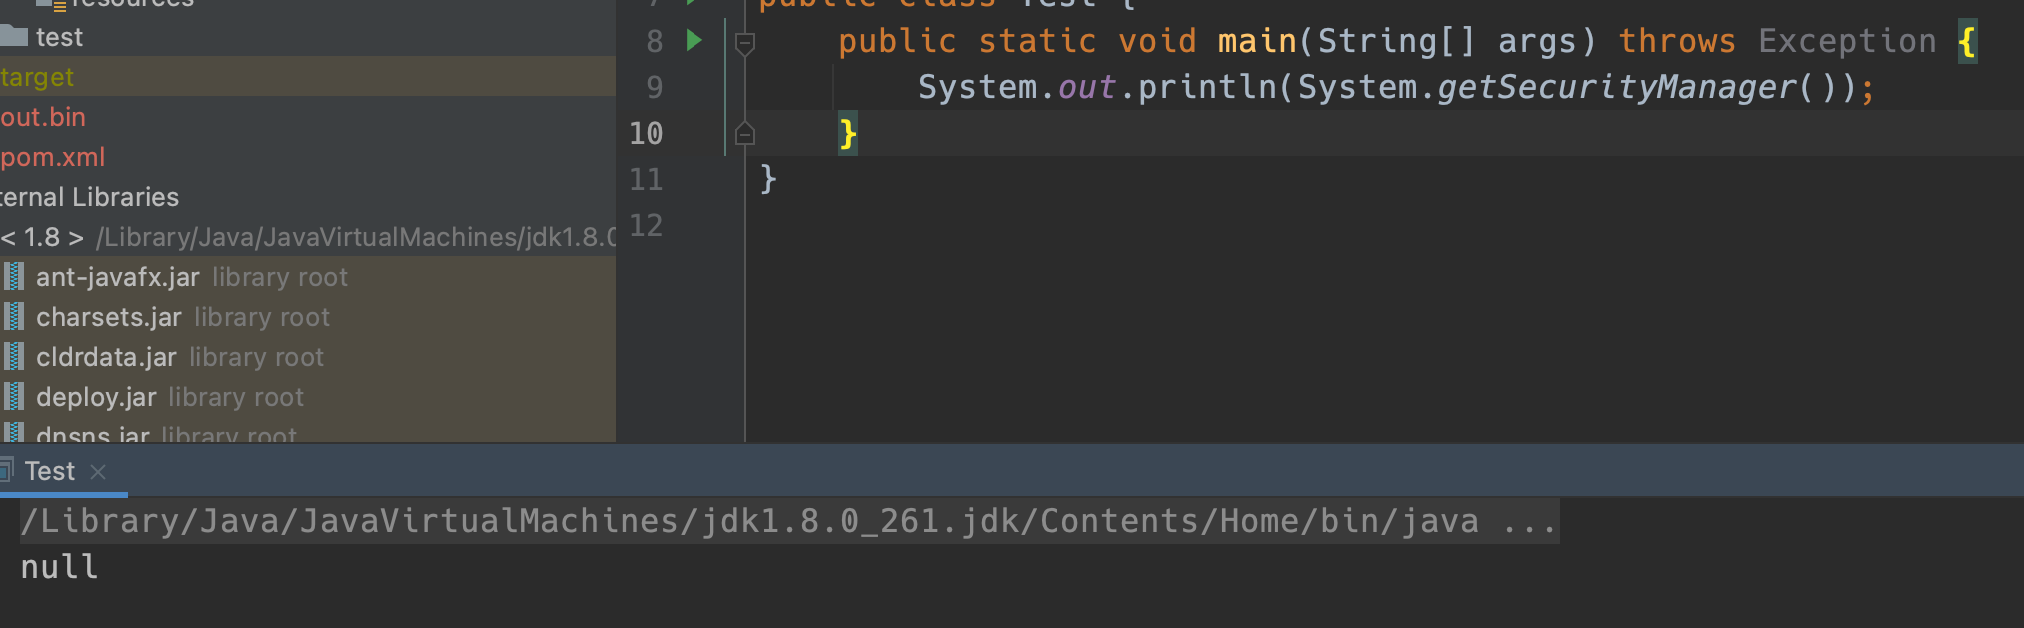 resources
test
target
out.bin
pom.xml
ternal Libraries
< 1.8 > /Library/Java/JavaVirtualMachines/jdk1.8.0
ant-javafx.jar library root
charsets.jar library root
cldrdata.jar library root
deploy.jar library root
dnsns.jar library root
7 public class Test {
8 public static void main(String[] args) throws Exception {
9 System.out.println(System.getSecurityManager());
10 }
11 }
12
Test
/Library/Java/JavaVirtualMachines/jdk1.8.0_261.jdk/Contents/Home/bin/java ...
null